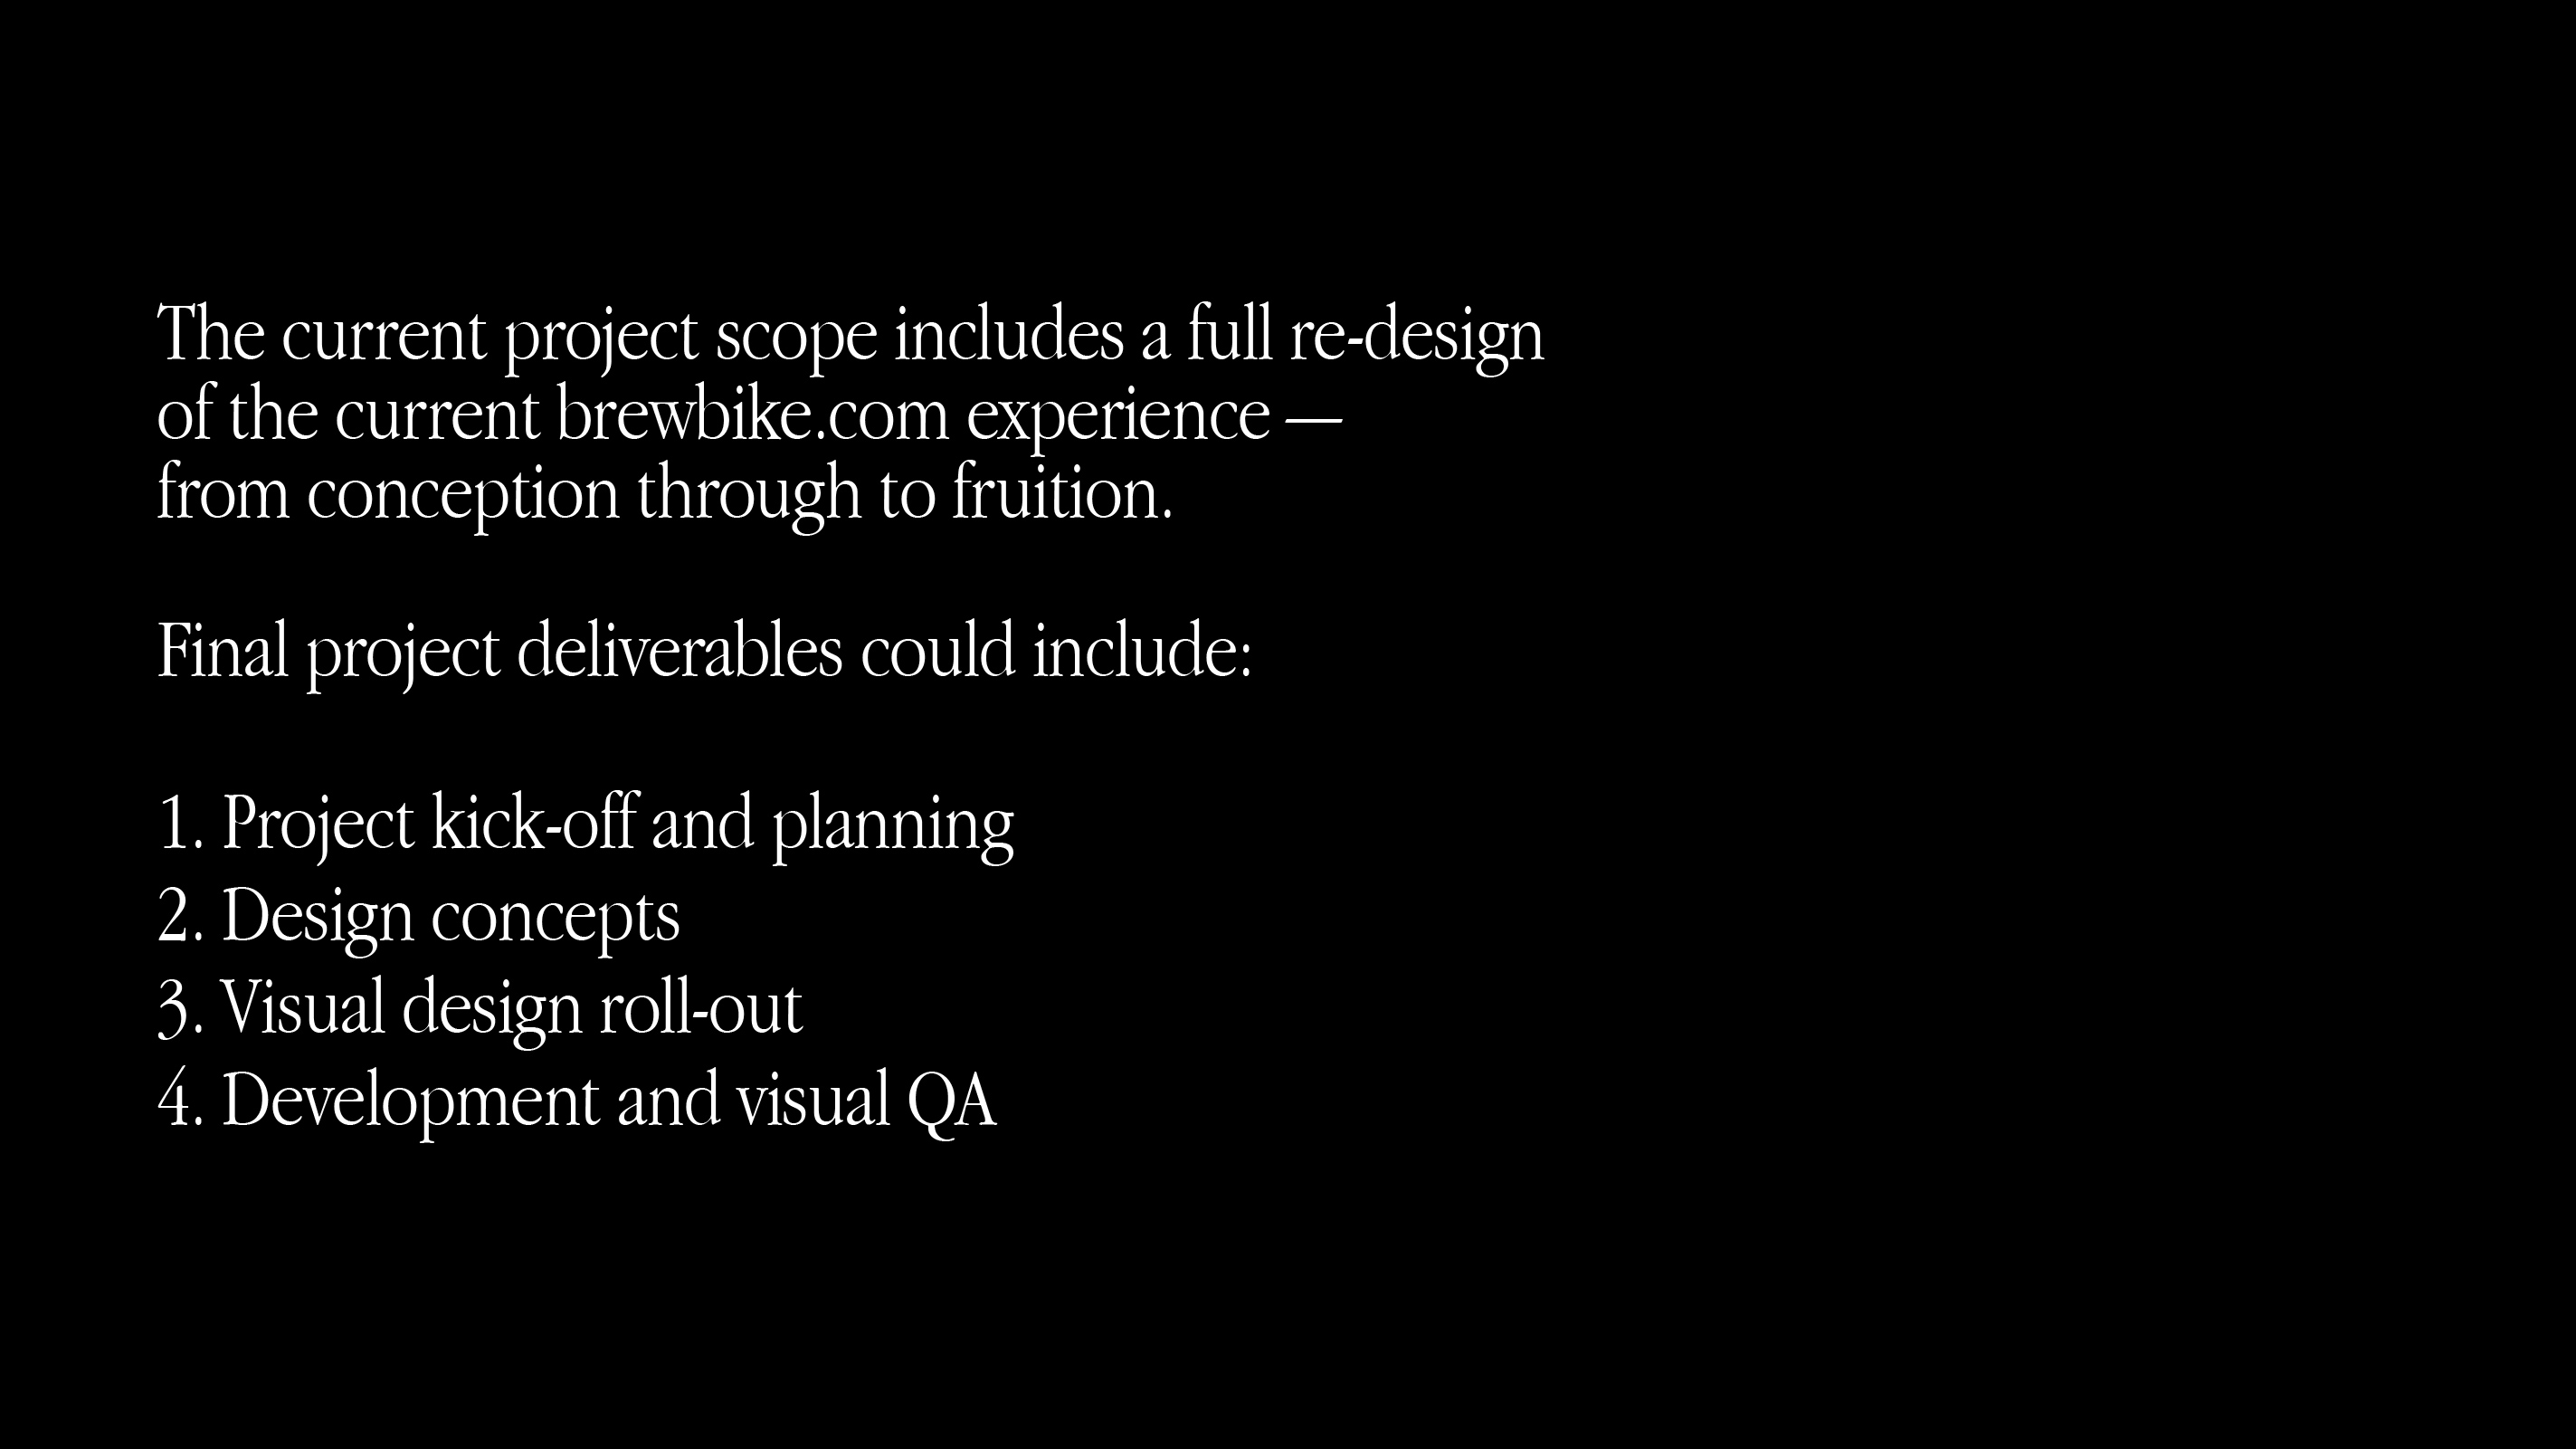 The current project scope includes a full re-design
of the current brewbike.com experience —
from conception through to fruition.
Final project deliverables could include:
1. Project kick-off and planning
2. Design concepts
3. Visual design roll-out
4. Development and visual QA